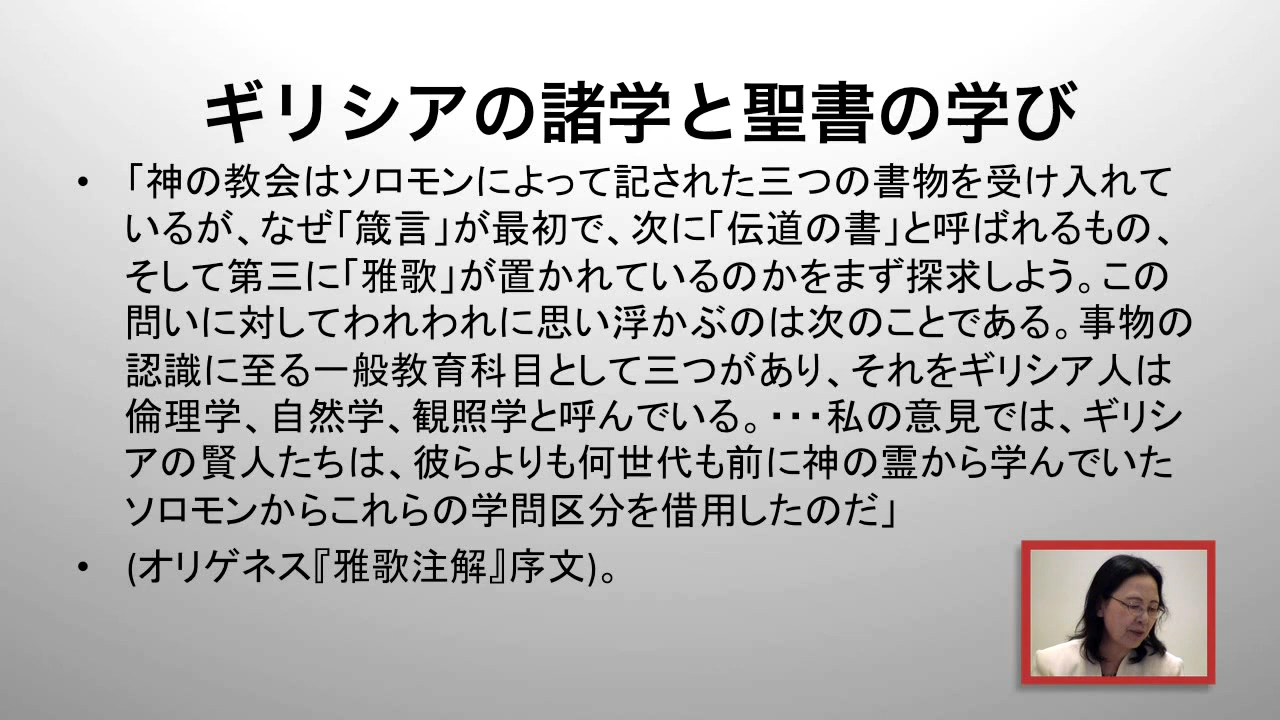 ギリシアの諸学と聖書の学び
• 「神の教会はソロモンによって記された三つの書物を受け入れて
いるが、なぜ「箴言」が最初で、次に「伝道の書」と呼ばれるもの、
そして第三に「雅歌」が置かれているのかをまず探求しよう。この
問いに対してわれわれに思い浮かぶのは次のことである。事物の
認識に至る一般教育科目として三つがあり、それをギリシア人は
倫理学、自然学、観照学と呼んでいる。・・・私の意見では、ギリシ
アの賢人たちは、彼らよりも何世代も前に神の霊から学んでいた
ソロモンからこれらの学問区分を借用したのだ」
• (オリゲネス『雅歌注解』序文)。